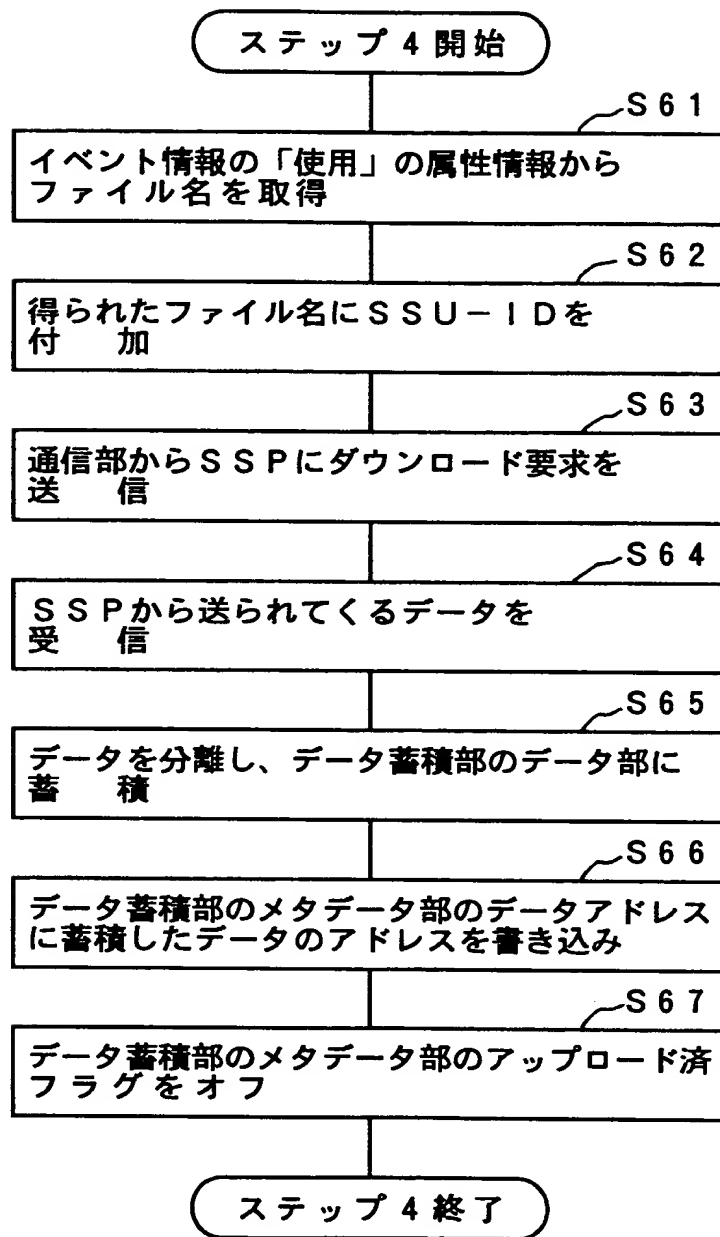 ステップ４開始
Ｓ６１
イベント情報の「使用」の属性情報から
ファイル名を取得
Ｓ６２
得られたファイル名にＳＳＵ－ＩＤを
付　加
Ｓ６３
通信部からＳＳＰにダウンロード要求を
送　信
Ｓ６４
ＳＳＰから送られてくるデータを
受　信
Ｓ６５
データを分離し、データ蓄積部のデータ部に
蓄　積
Ｓ６６
データ蓄積部のメタデータ部のデータアドレス
に蓄積したデータのアドレスを書き込み
Ｓ６７
データ蓄積部のメタデータ部のアップロード済
フラグをオフ
ステップ４終了